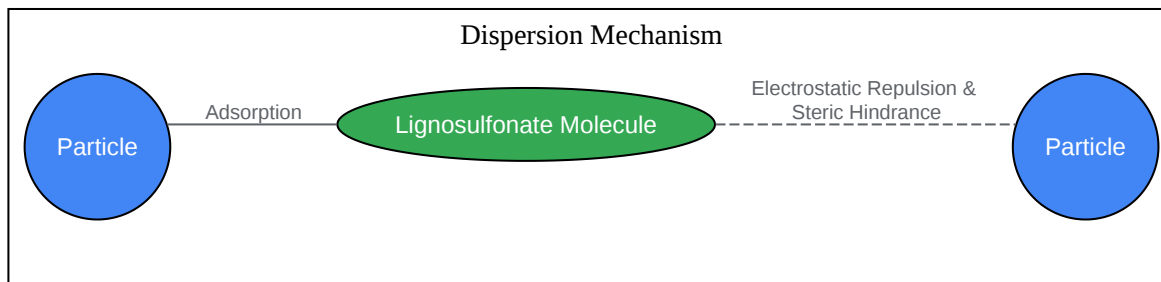 Dispersion Mechanism
Particle
Adsorption
Lignosulfonate Molecule
Electrostatic Repulsion &
Steric Hindrance
Particle